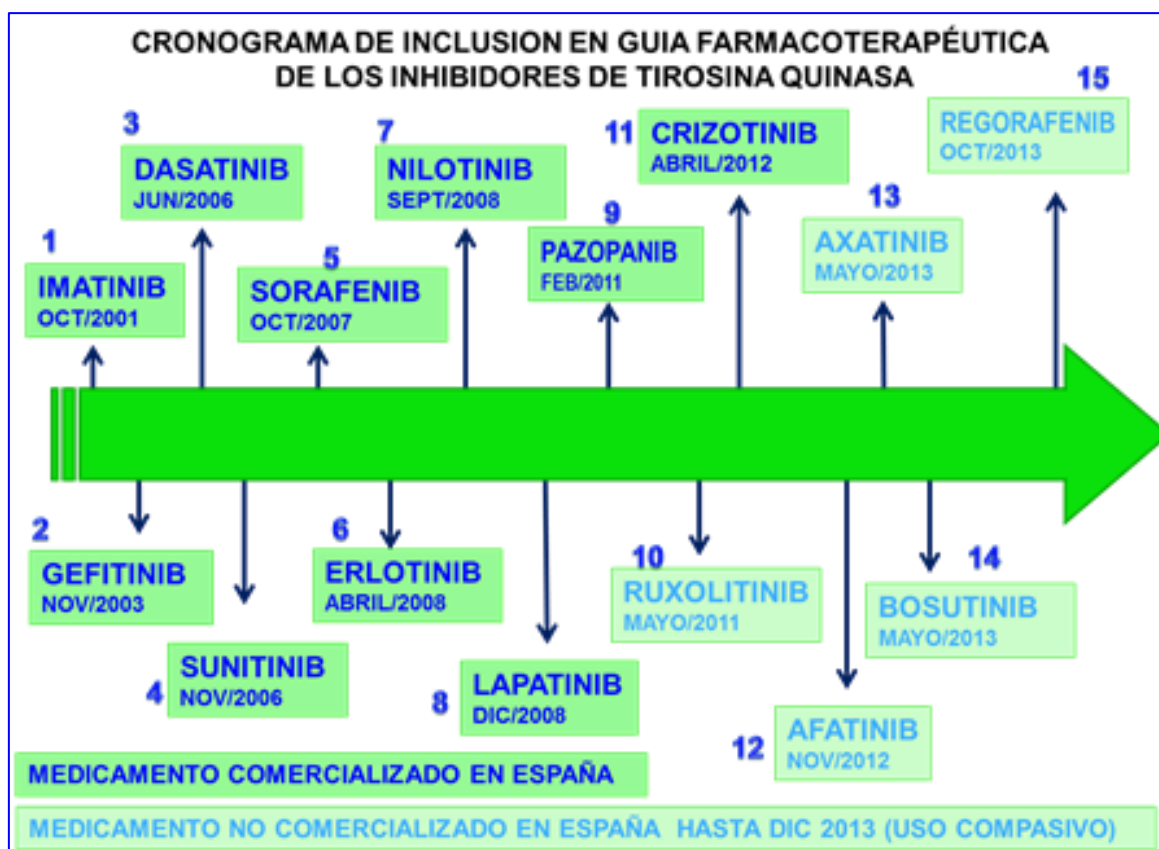 CRONOGRAMA DE INCLUSION EN GUIA FARMACOTERAPÉUTICA
DE LOS INHIBIDORES DE TIROSINA QUINASA
1
IMATINIB
OCT/2001
2
GEFITINIB
NOV/2003
3
DASATINIB
JUN/2006
4
SUNITINIB
NOV/2006
5
SORAFENIB
OCT/2007
6
ERLOTINIB
ABRIL/2008
7
NILOTINIB
SEPT/2008
8
LAPATINIB
DIC/2008
9
PAZOPANIB
FEB/2011
10
RUXOLITINIB
MAYO/2011
11
CRIZOTINIB
ABRIL/2012
12
AFATINIB
NOV/2012
13
AXATINIB
MAYO/2013
14
BOSUTINIB
MAYO/2013
15
REGORAFENIB
OCT/2013
MEDICAMENTO COMERCIALIZADO EN ESPAÑA
MEDICAMENTO NO COMERCIALIZADO EN ESPAÑA HASTA DIC 2013 (USO COMPASIVO)